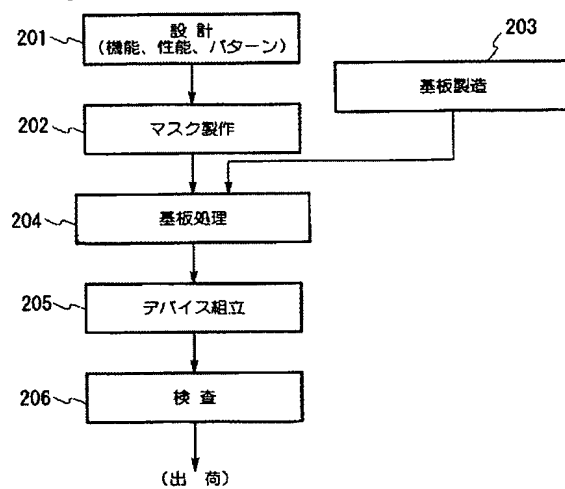 201
設 計
(機能、性能、パターン)
203
基板製造
202
マスク製作
204
基板処理
205
デバイス組立
206
検 査
(出 荷)